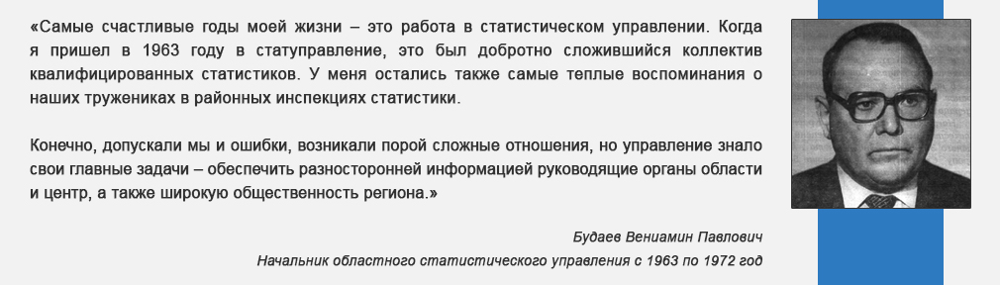 «Самые счастливые годы моей жизни – это работа в статистическом управлении. Когда
я пришел в 1963 году в статуправление, это был добротно сложившийся коллектив
квалифицированных статистиков. У меня остались также самые теплые воспоминания о
наших тружениках в районных инспекциях статистики.
Конечно, допускали мы и ошибки, возникали порой сложные отношения, но управление знало
свои главные задачи – обеспечить разносторонней информацией руководящие органы области
и центр, а также широкую общественность региона.»
Будаев Вениамин Павлович
Начальник областного статистического управления с 1963 по 1972 год